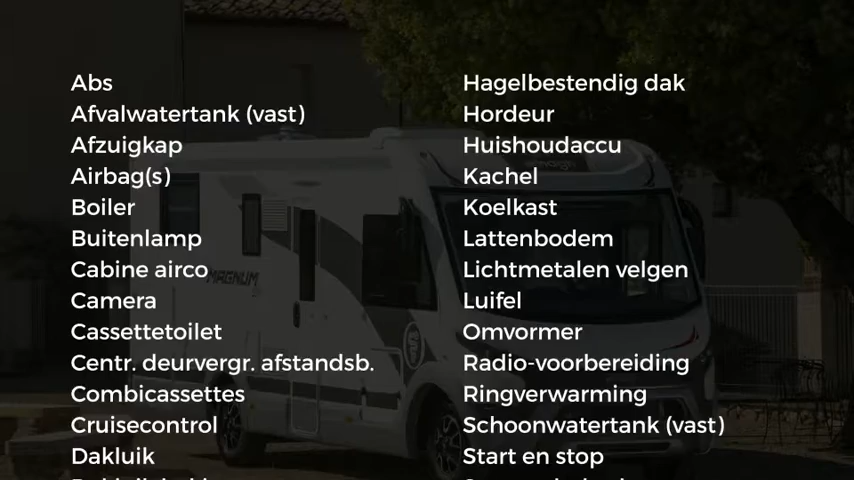 Abs
Afvalwatertank (vast)
Afzuigkap
Airbag(s)
Boiler
Buitenlamp
Cabine airco
Camera
Cassettetoilet
Centr. deurvergr. afstandsb.
Combicassettes
Cruisecontrol
Dakluik
Hagelbestendig dak
Hordeur
Huishoudaccu
Kachel
Koelkast
Lattenbodem
Lichtmetalen velgen
Luifel
Omvormer
Radio-voorbereiding
Ringverwarming
Schoonwatertank (vast)
Start en stop
MAGNUM